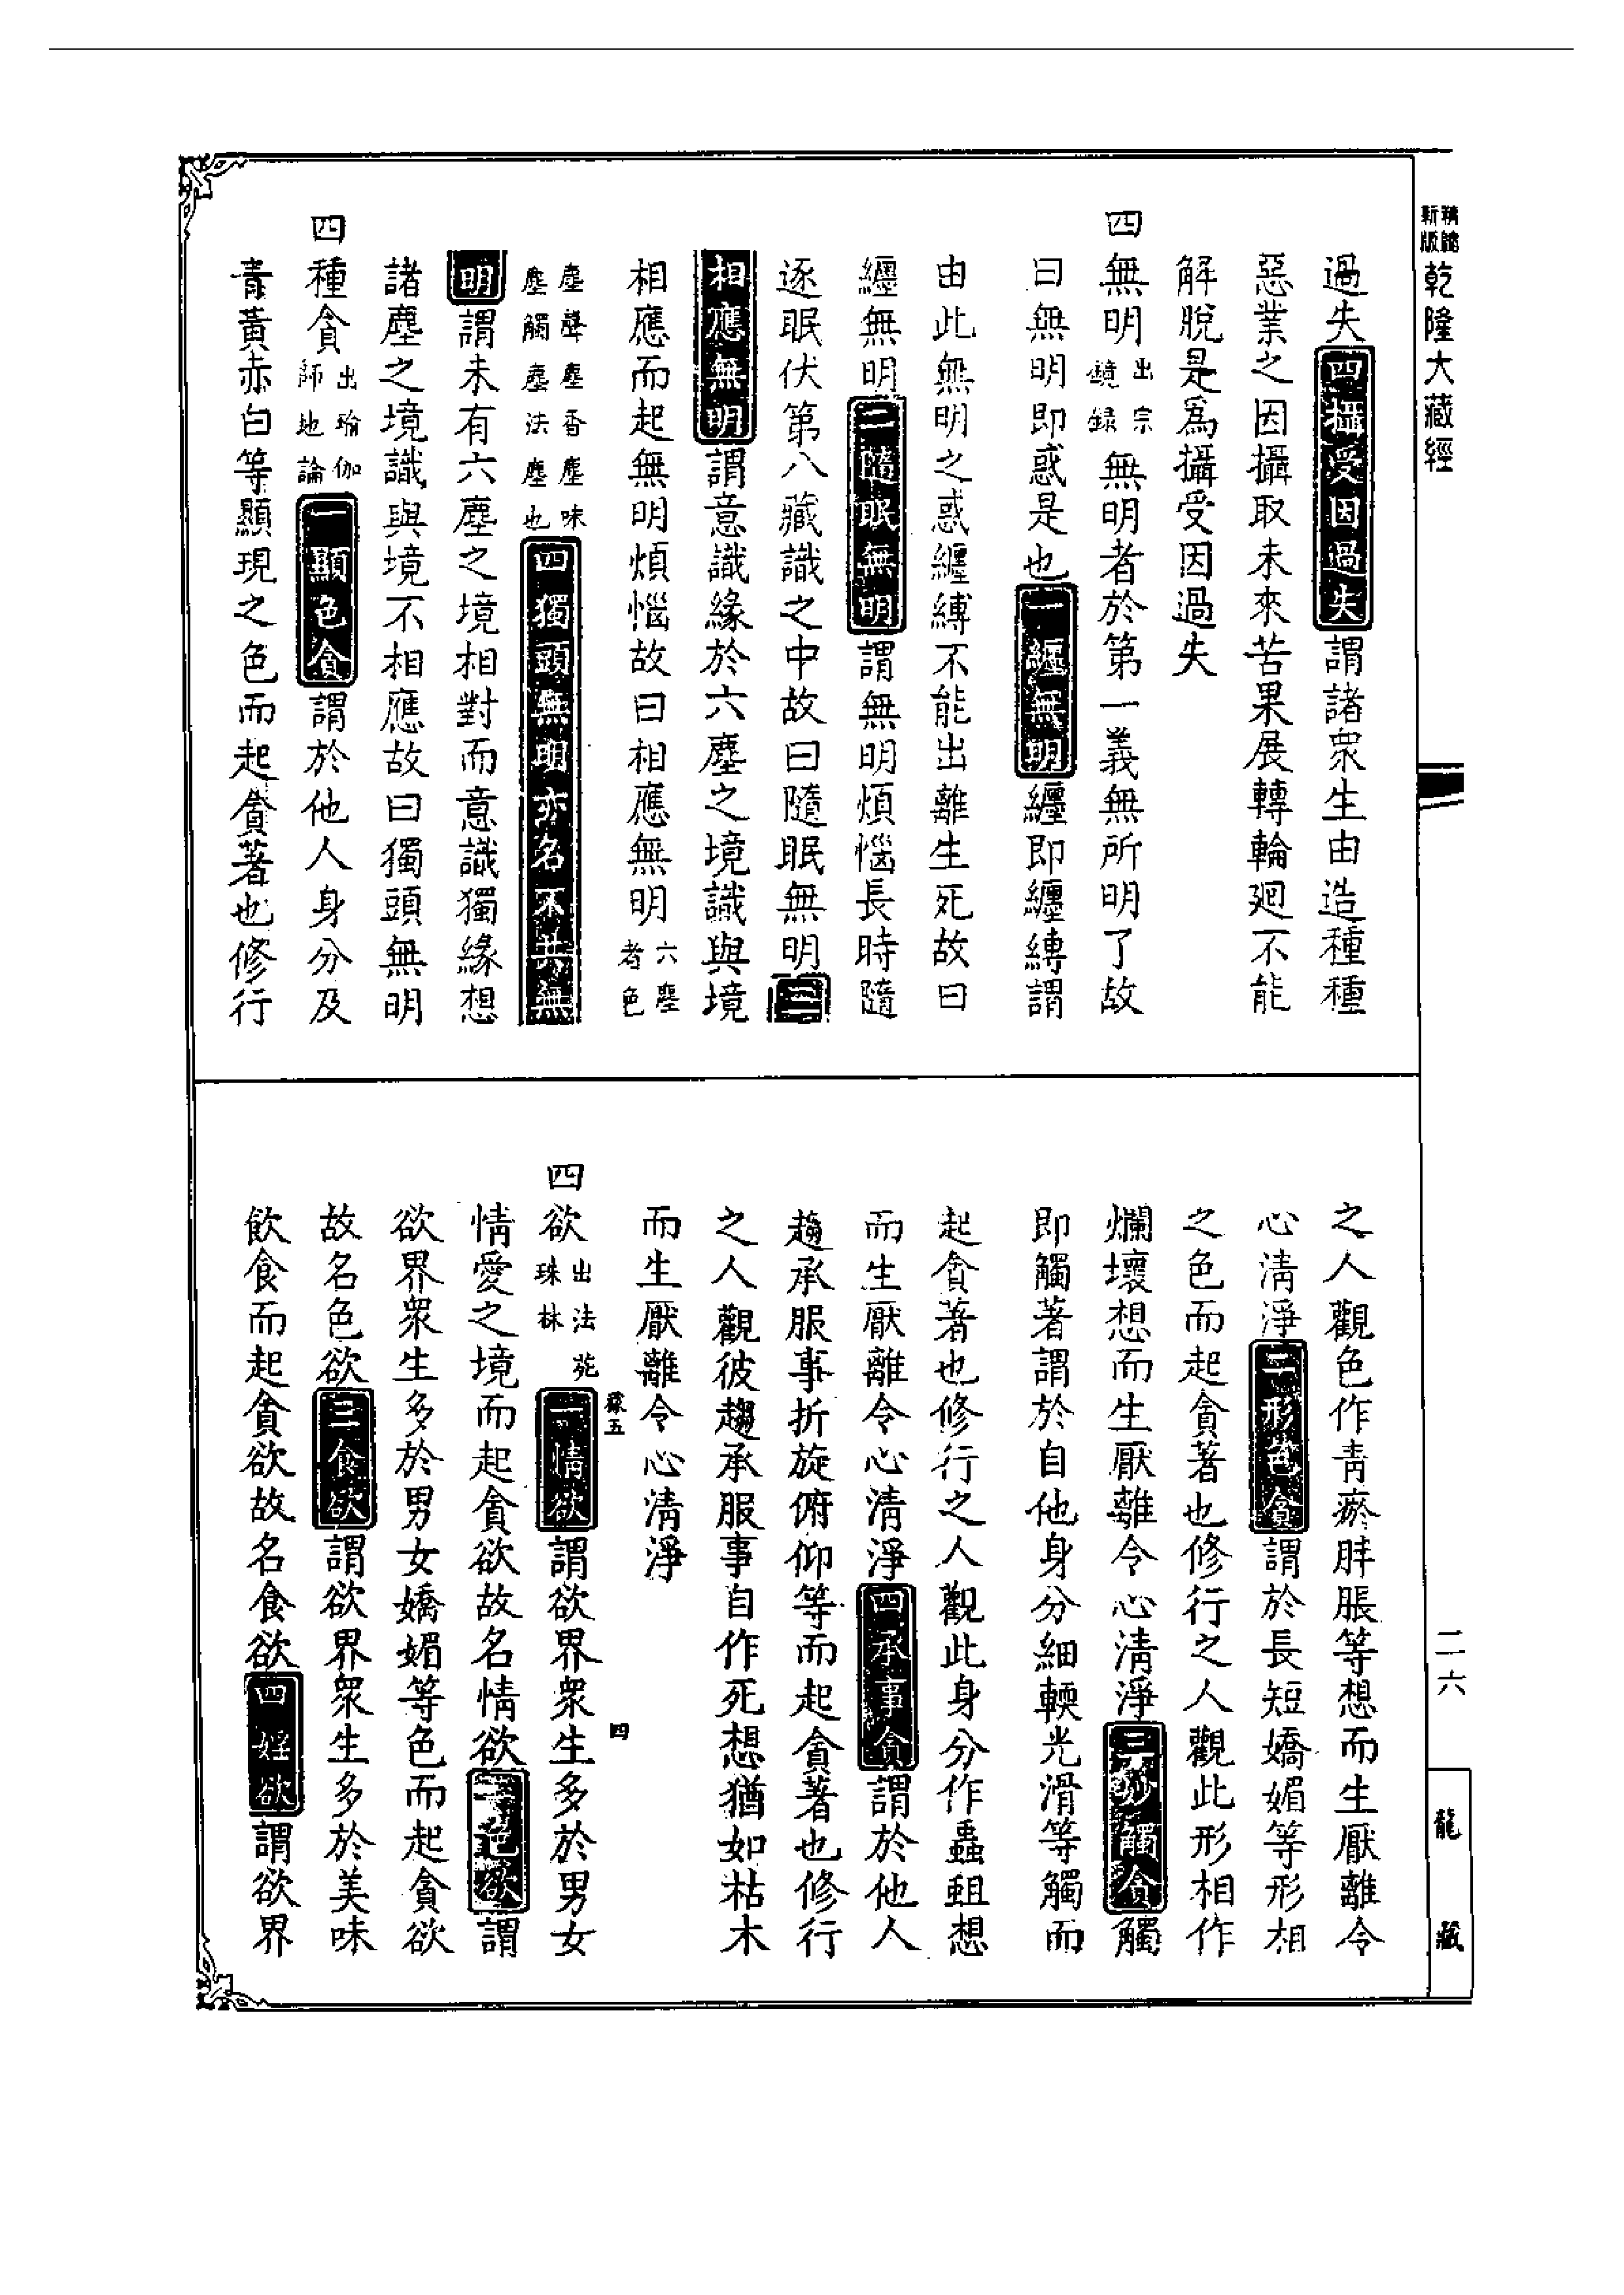 新版精縮乾隆大藏經
過失四攝受因過失謂諸眾生由造種種
惡業之因攝取未來苦果展轉輪廻不能
解脫是為攝受因過失
四無明出宗鏡錄無明者於第一義無所明了故
曰無明即惑是也一纏無明纏即纏縛謂
由此無明之惑纏縛不能出離生死故曰
纏無明二隨眠無明謂無明煩惱長時隨
逐眠伏第八藏識之中故曰隨眠無明三
相應無明謂意識緣於六塵之境識與境
相應而起無明煩惱故曰相應無明六塵者色
塵聲塵香塵味塵觸塵法塵也四獨頭無明亦名不共無
明謂未有六塵之境相對而意識獨緣想
諸塵之境識與境不相應故曰獨頭無明
四種貪出瑜伽師地論一顯色貪謂於他人身分及
青黃赤白等顯現之色而起貪著也修行
之人觀色作青瘀胮脹等想而生厭離令
心清淨二形色貪謂於長短嬌媚等形相
之色而起貪著也修行之人觀此形相作
爛壞想而生厭離令心清淨三妙觸貪觸
即觸著謂於自他身分細輭光滑等觸而
起貪著也修行之人觀此身分作蟲蛆想
而生厭離令心清淨四承事貪謂於他人
趨承服事折旋俯仰等而起貪著也修行
之人觀彼趨承服事自作死想猶如枯木
而生厭離令心清淨
四欲出法苑珠林一情欲謂欲界眾生多於男女
情愛之境而起貪欲故名情欲二色欲謂
欲界眾生多於男女嬌媚等色而起貪欲
故名色欲三食欲謂欲界眾生多於美味
飲食而起貪欲故名食欲四婬欲謂欲界
五
四
二六
龍藏